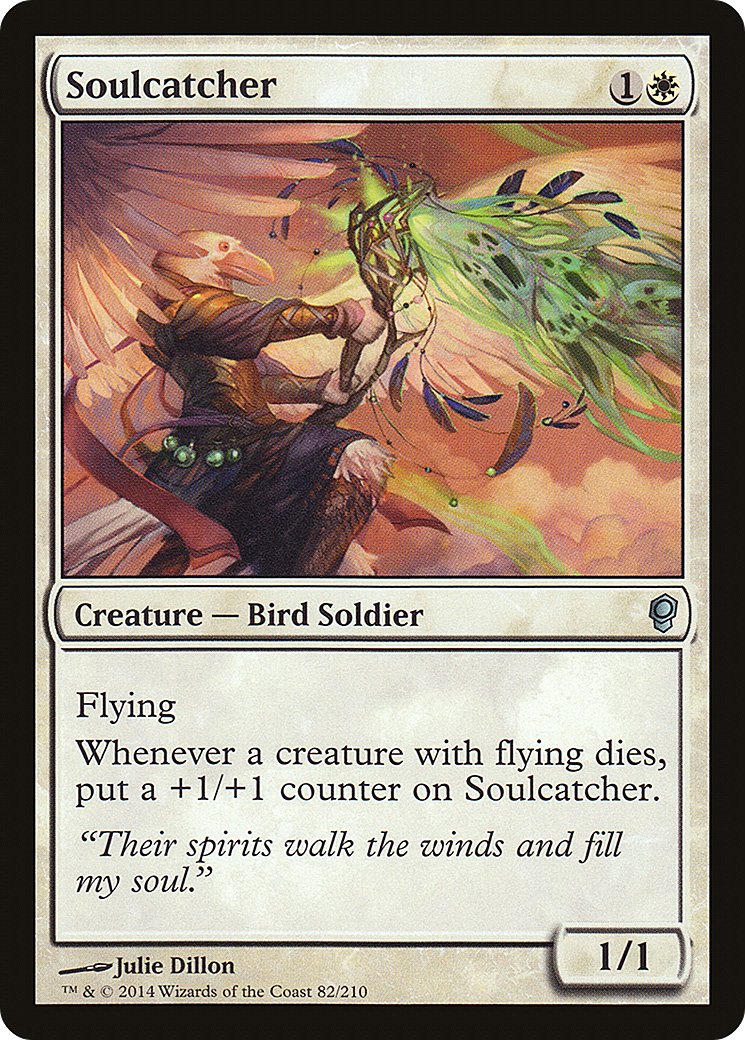 Soulcatcher 1
Creature — Bird Soldier
Flying
Whenever a creature with flying dies,
put a +1/+1 counter on Soulcatcher.
“Their spirits walk the winds and fill
my soul.”
1/1
Julie Dillon
™ & © 2014 Wizards of the Coast 82/210